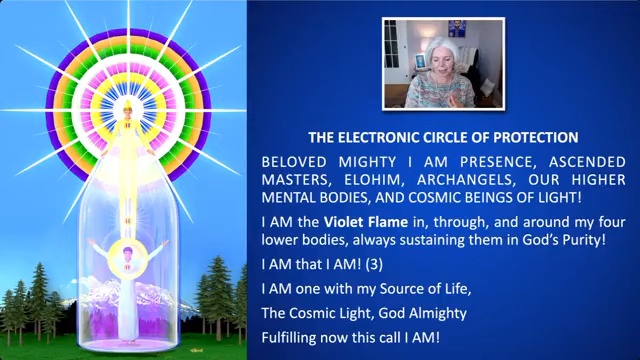 THE ELECTRONIC CIRCLE OF PROTECTION
BELOVED MIGHTY I AM PRESENCE, ASCENDED
MASTERS, ELOHIM, ARCHANGELS, OUR HIGHER
MENTAL BODIES, AND COSMIC BEINGS OF LIGHT!
I AM the Violet Flame in, through, and around my four
lower bodies, always sustaining them in God's Purity!
I AM that I AM! (3)
I AM one with my Source of Life,
The Cosmic Light, God Almighty
Fulfilling now this call I AM!